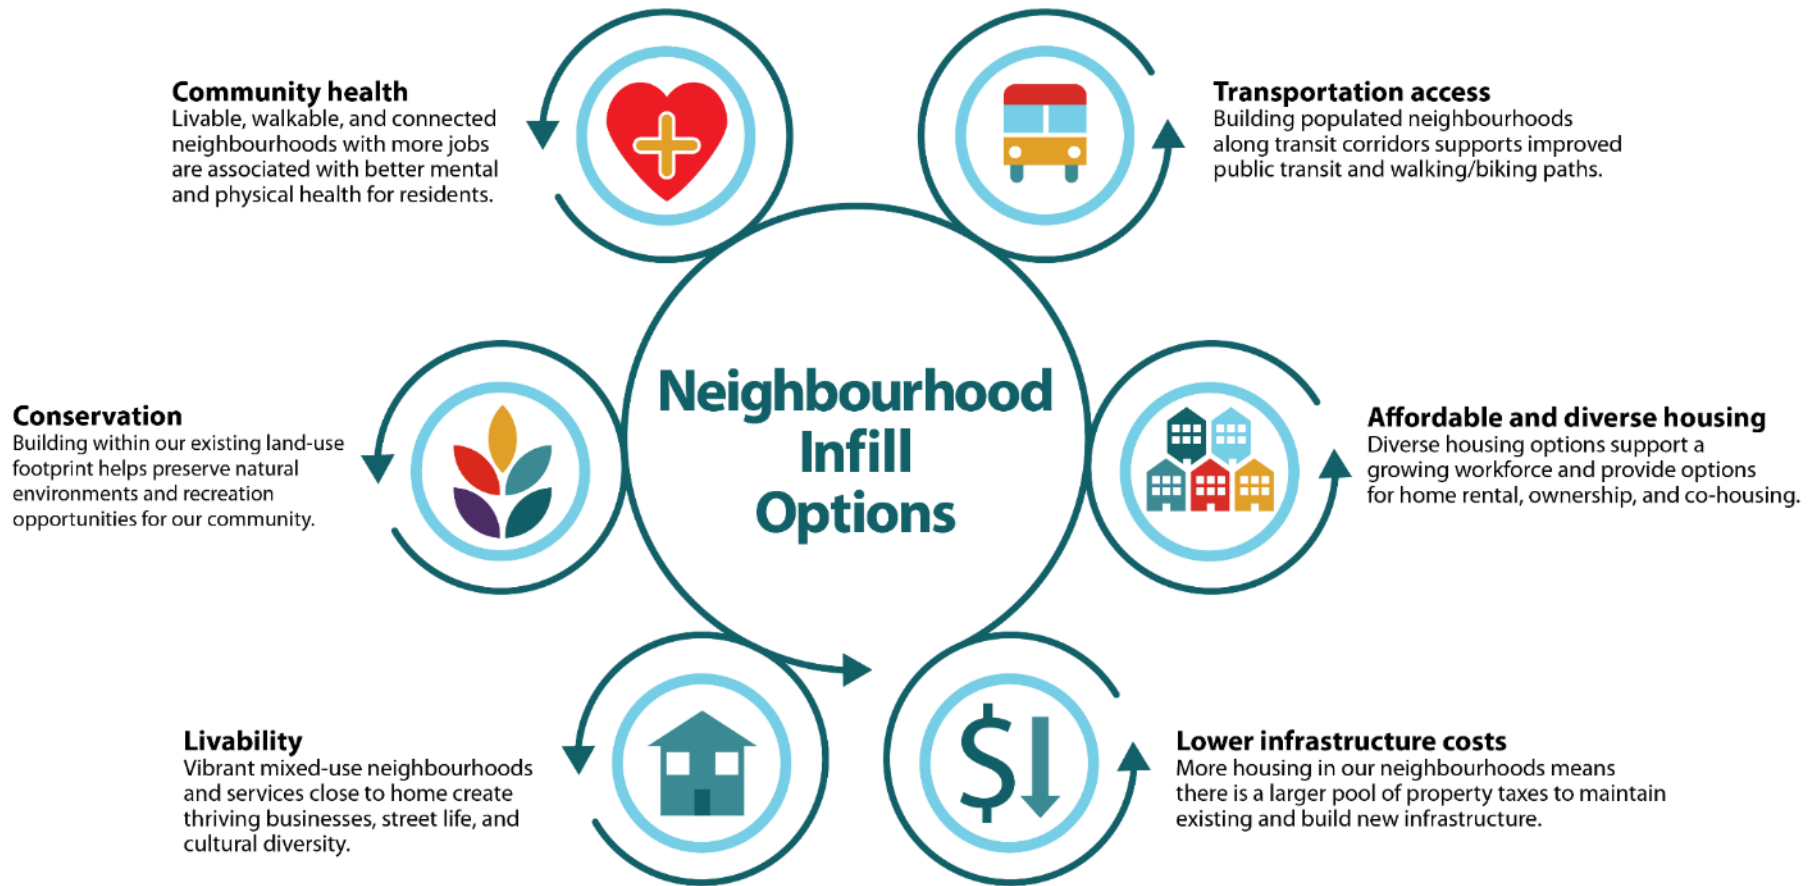 Community health
Livable, walkable, and connected
neighbourhoods with more jobs
are associated with better mental
and physical health for residents.
Transportation access
Building populated neighbourhoods
along transit corridors supports improved
public transit and walking/biking paths.
Neighbourhood
Infill
Options
Conservation
Building within our existing land-use
footprint helps preserve natural
environments and recreation
opportunities for our community.
Affordable and diverse housing
Diverse housing options support a
growing workforce and provide options
for home rental, ownership, and co-housing.
Livability
Vibrant mixed-use neighbourhoods
and services close to home create
thriving businesses, street life, and
cultural diversity.
$
Lower infrastructure costs
More housing in our neighbourhoods means
there is a larger pool of property taxes to maintain
existing and build new infrastructure.